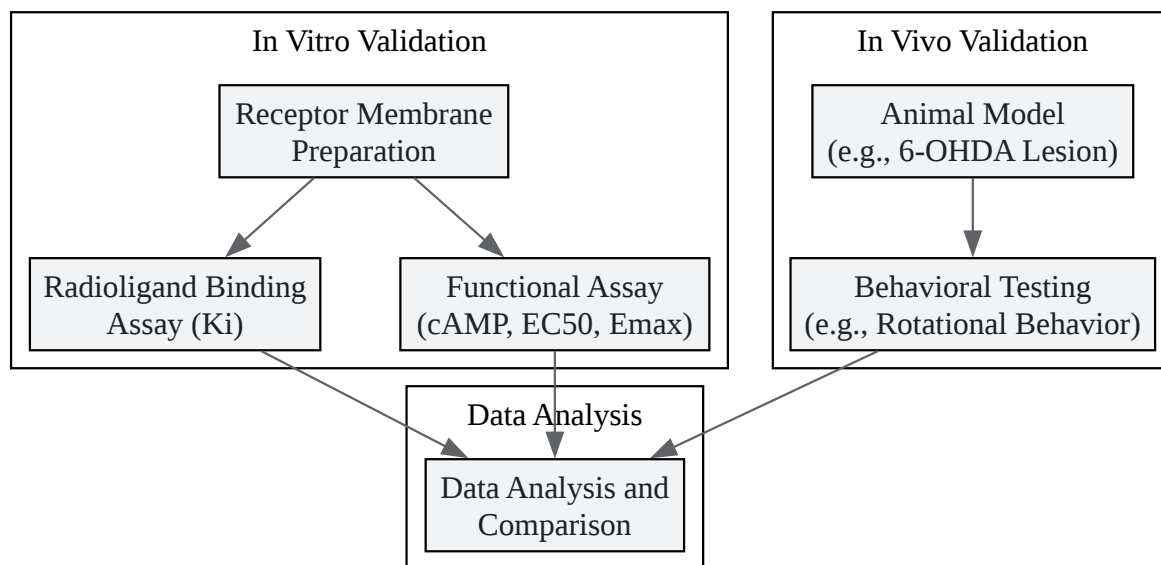 In Vitro Validation
Receptor Membrane
Preparation
Radioligand Binding
Assay (Ki)
Functional Assay
(cAMP, EC50, Emax)
In Vivo Validation
Animal Model
(e.g., 6-OHDA Lesion)
Behavioral Testing
(e.g., Rotational Behavior)
Data Analysis
Data Analysis and
Comparison